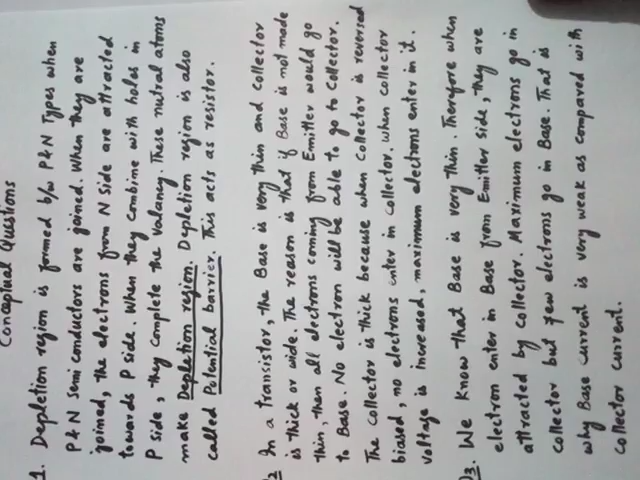 Conceptual Questions
1. Depletion region is formed b/w P&N Types when
P&N semi conductors are joined. When they are
joined, the electrons from N side are attracted
towards P side. When they combine with holes in
P side, they complete the Valancy. These nutral atoms
make Depletion region. Depletion region is also
called Potential barrier. This acts as resistor.
2 In a transistor, the Base is very thin and collector
is thick or wide. The reason is that if Base is not made
thin, then all electrons coming from Emitter would go
to Base. No electron will be able to go to Collector.
The collector is thick because when collector is reversed
biased, no electrons enter in collector. when collector
voltage is increased, maximum electrons enter in it.
Q3. We know that Base is very thin. Therefore when
electron enter in Base from Emitter side, they are
attracted by collector. Maximum electrons go in
collector but few electrons go in Base. That is
why Base current is very weak as compared with
collector current.